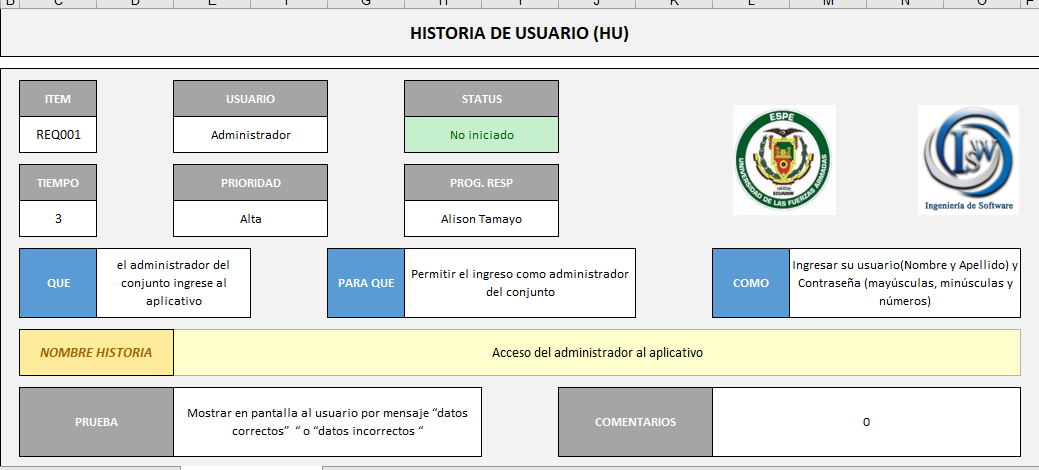 HISTORIA DE USUARIO (HU)
ITEM
USUARIO
STATUS
REQ001
Administrador
No iniciado
TIEMPO
PRIORIDAD
PROG. RESP
3
Alta
Alison Tamayo
ESPE
UNIVERSIDAD DE LAS FUERZAS ARMADAS
ECUADOR
ISW
Ingeniería de Software
QUE
el administrador del
conjunto ingrese al
aplicativo
PARA QUE
Permitir el ingreso como administrador
del conjunto
COMO
Ingresar su usuario(Nombre y Apellido) y
Contraseña (mayúsculas, minúsculas y
números)
NOMBRE HISTORIA
Acceso del administrador al aplicativo
PRUEBA
Mostrar en pantalla al usuario por mensaje “datos
correctos”  “ o “datos incorrectos “
COMENTARIOS
0